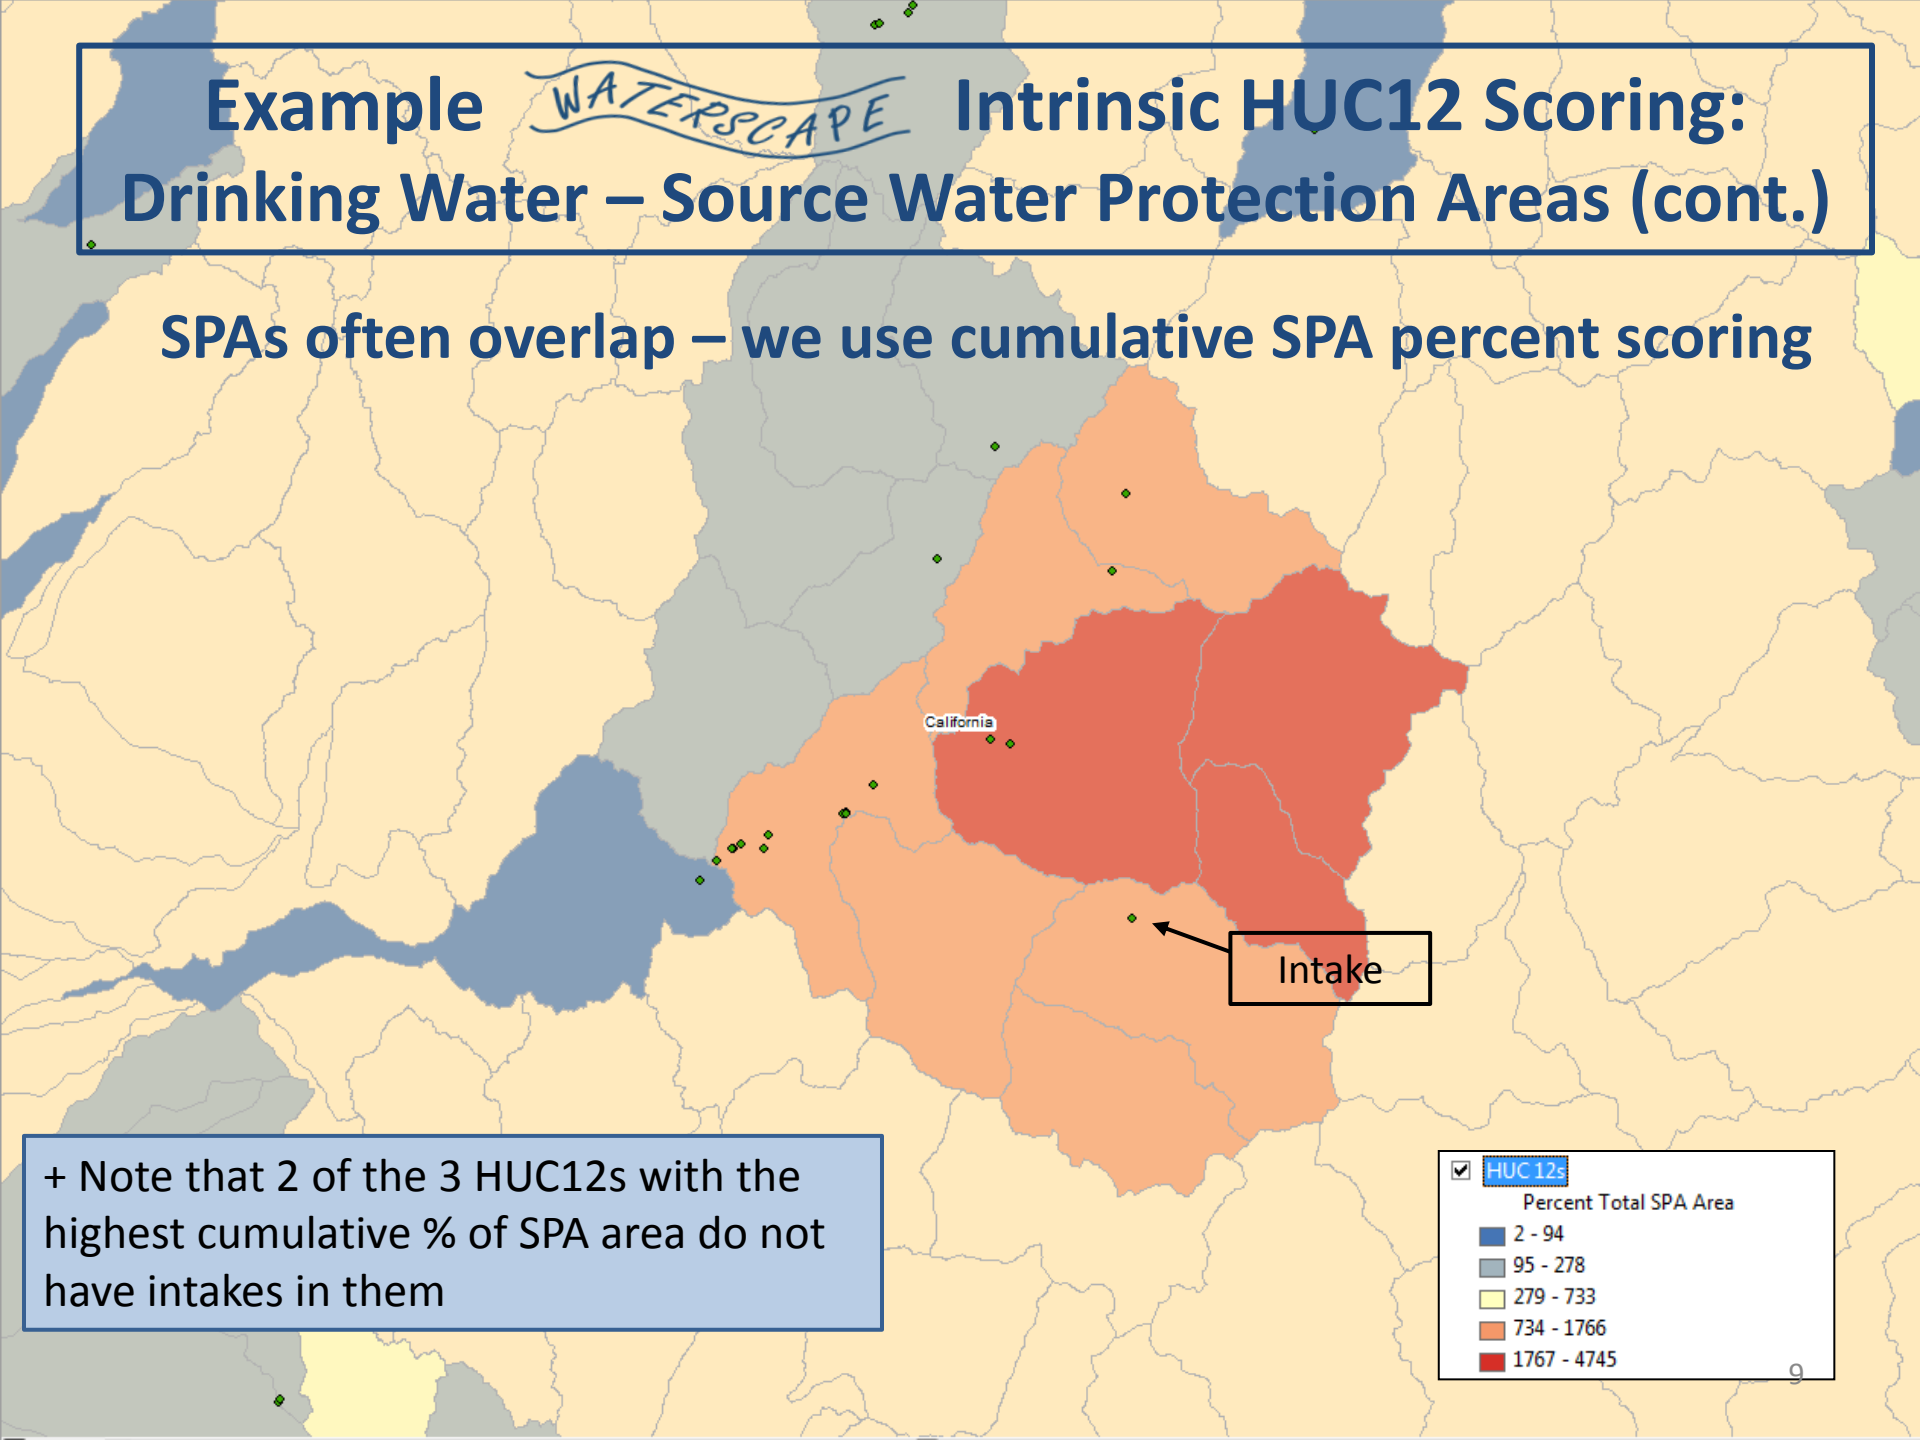 Example WATERSCAPE Intrinsic HUC12 Scoring:
Drinking Water – Source Water Protection Areas (cont.)
SPAs often overlap – we use cumulative SPA percent scoring
California
Intake
+ Note that 2 of the 3 HUC12s with the
highest cumulative % of SPA area do not
have intakes in them
HUC 12s
Percent Total SPA Area
2 - 94
95 - 278
279 - 733
734 - 1766
1767 - 4745
9